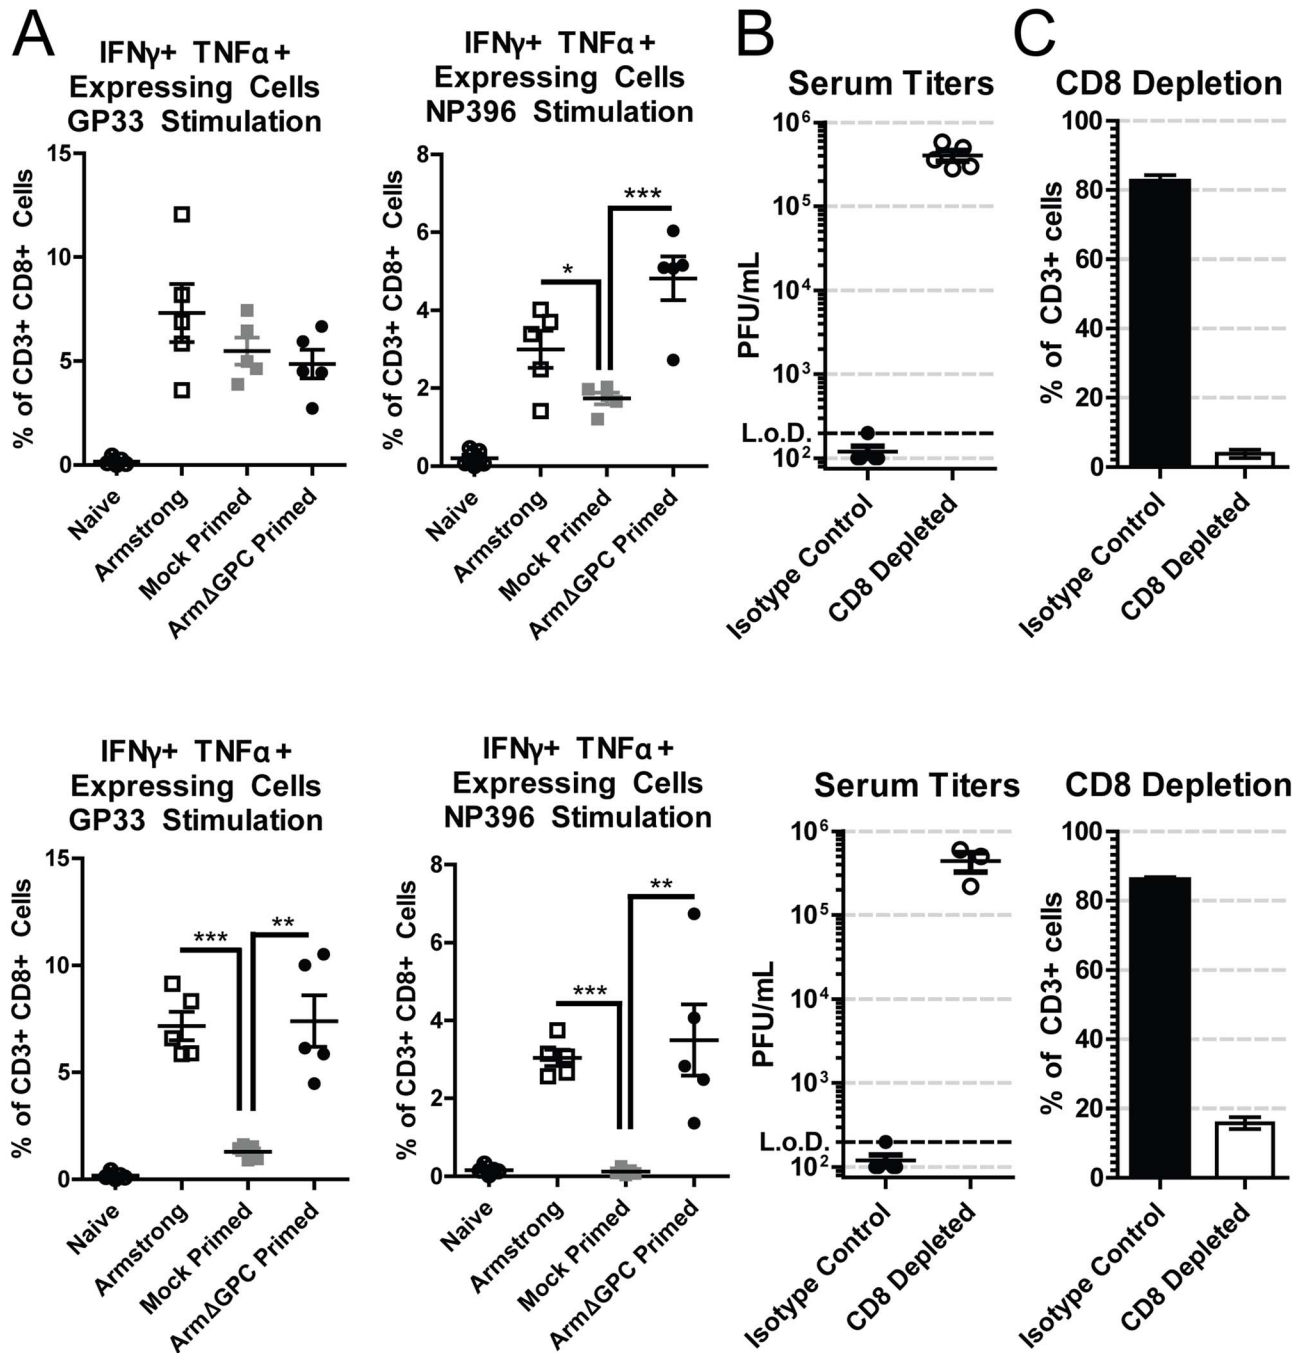 A
IFNγ+ TNFα+
Expressing Cells
GP33 Stimulation
% of CD3+ CD8+ Cells
15
10
5
0
Naive
Armstrong
Mock Primed
ArmΔGPC Primed
IFNγ+ TNFα+
Expressing Cells
NP396 Stimulation
% of CD3+ CD8+ Cells
8
6
4
2
0
*
***
Naive
Armstrong
Mock Primed
ArmΔGPC Primed
B
Serum Titers
PFU/mL
10⁶
10⁵
10⁴
10³
L.o.D.
10²
Isotype Control
CD8 Depleted
C
CD8 Depletion
% of CD3+ cells
100
80
60
40
20
0
Isotype Control
CD8 Depleted
IFNγ+ TNFα+
Expressing Cells
GP33 Stimulation
% of CD3+ CD8+ Cells
15
10
5
0
***
**
Naive
Armstrong
Mock Primed
ArmΔGPC Primed
IFNγ+ TNFα+
Expressing Cells
NP396 Stimulation
% of CD3+ CD8+ Cells
8
6
4
2
0
***
**
Naive
Armstrong
Mock Primed
ArmΔGPC Primed
Serum Titers
PFU/mL
10⁶
10⁵
10⁴
10³
L.o.D.
10²
Isotype Control
CD8 Depleted
CD8 Depletion
% of CD3+ cells
100
80
60
40
20
0
Isotype Control
CD8 Depleted